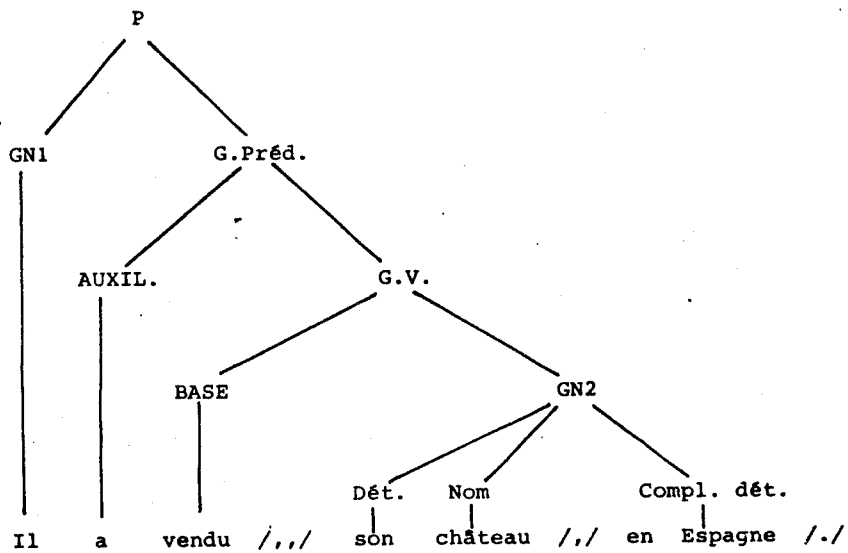 P
GN1 G.Préd.
AUXIL. G.V.
BASE GN2
Dét. Nom Compl. dét.
Il a vendu /,,/ son château /,/ en Espagne /./